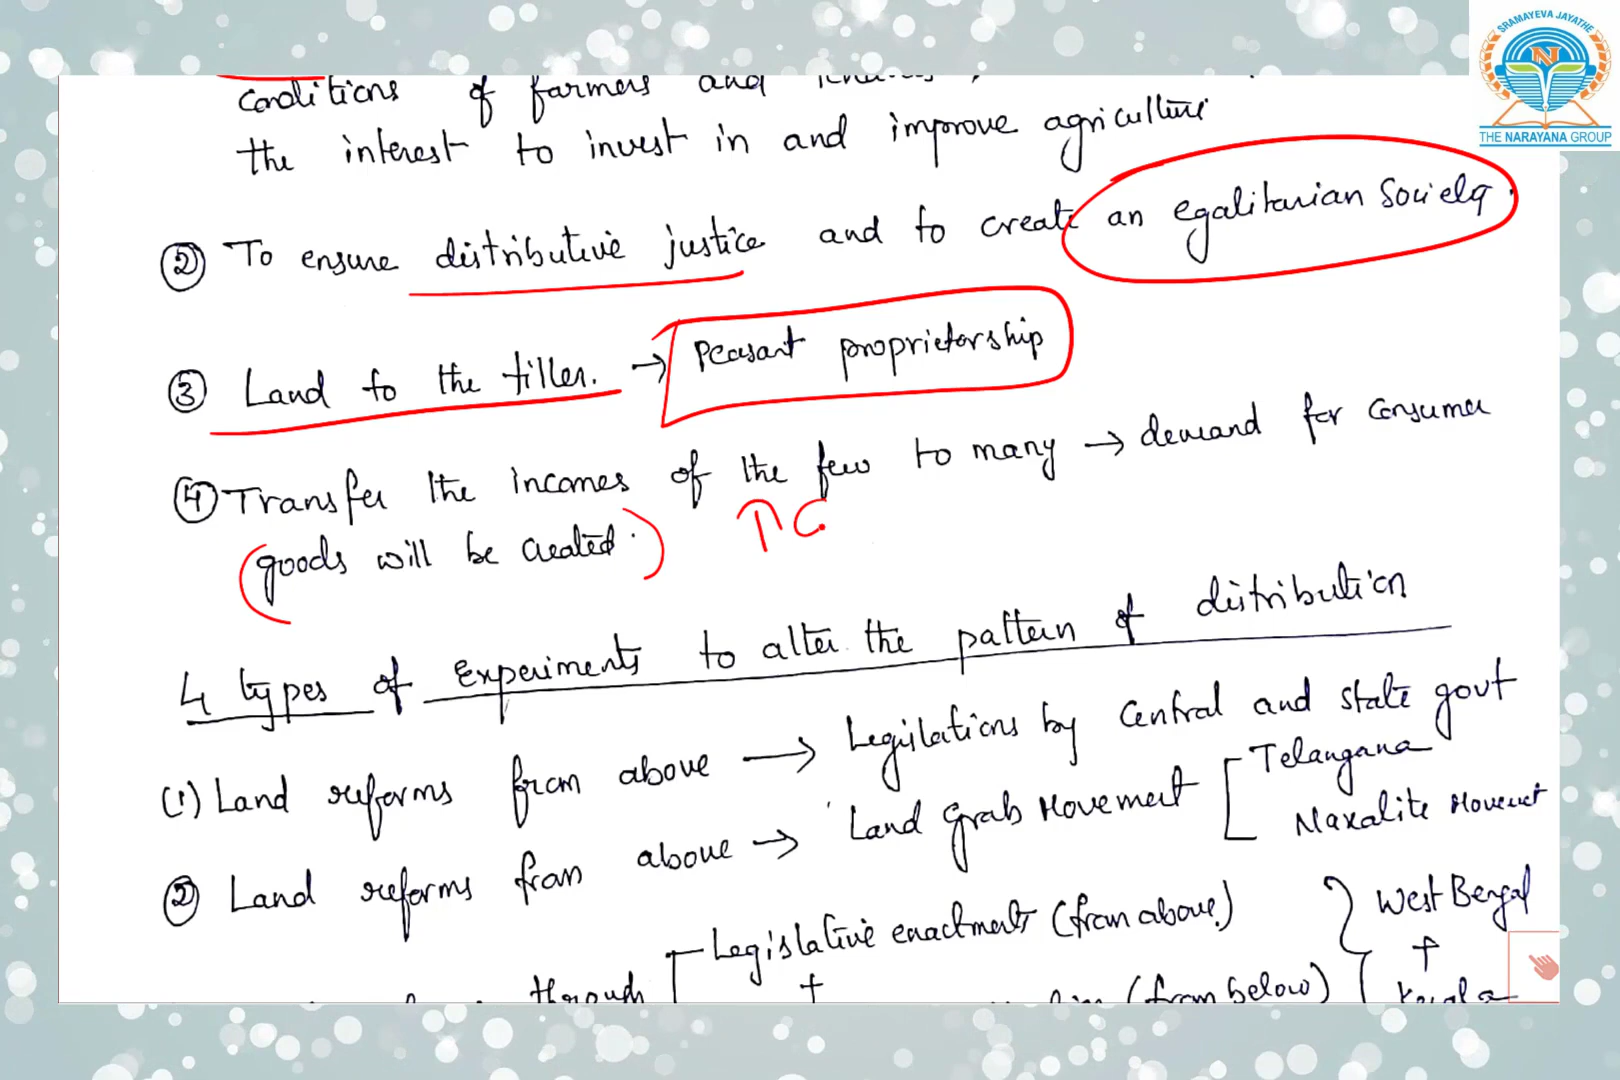 SRAMAYEVA JAYATHE
N
THE NARAYANA GROUP
conditions of farmers and
the interest to invest in and improve agriculture
② To ensure distributive justice and to create an egalitarian society.
③ Land to the tiller. → Peasant proprietorship
④ Transfer the incomes of the few to many → demand for consumer
(goods will be created.) ↑C
4 types of experiments to alter the pattern of distribution
(1) Land reforms from above → Legislations by central and state govt
② Land reforms from above → Land Grab Movement [ Telangana
Naxalite Movement
through [ Legislative enactments (from above) } West Bengal
+ (from below) +
Kerala